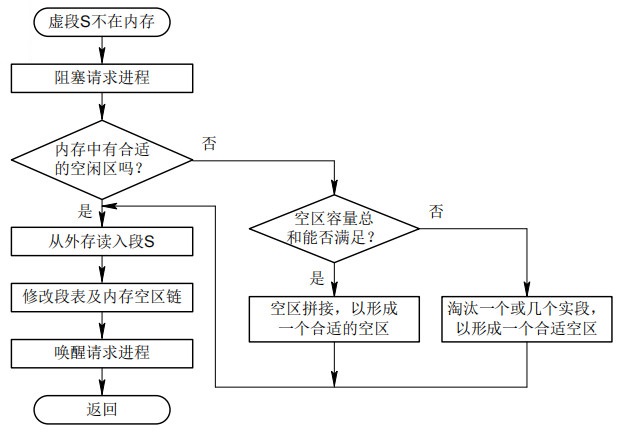 虚段S不在内存
阻塞请求进程
内存中有合适
的空闲区吗？
否
是
从外存读入段S
修改段表及内存空区链
唤醒请求进程
返回
空区容量总
和能否满足？
否
是
空区拼接，以形成
一个合适的空区
淘汰一个或几个实段，
以形成一个合适空区